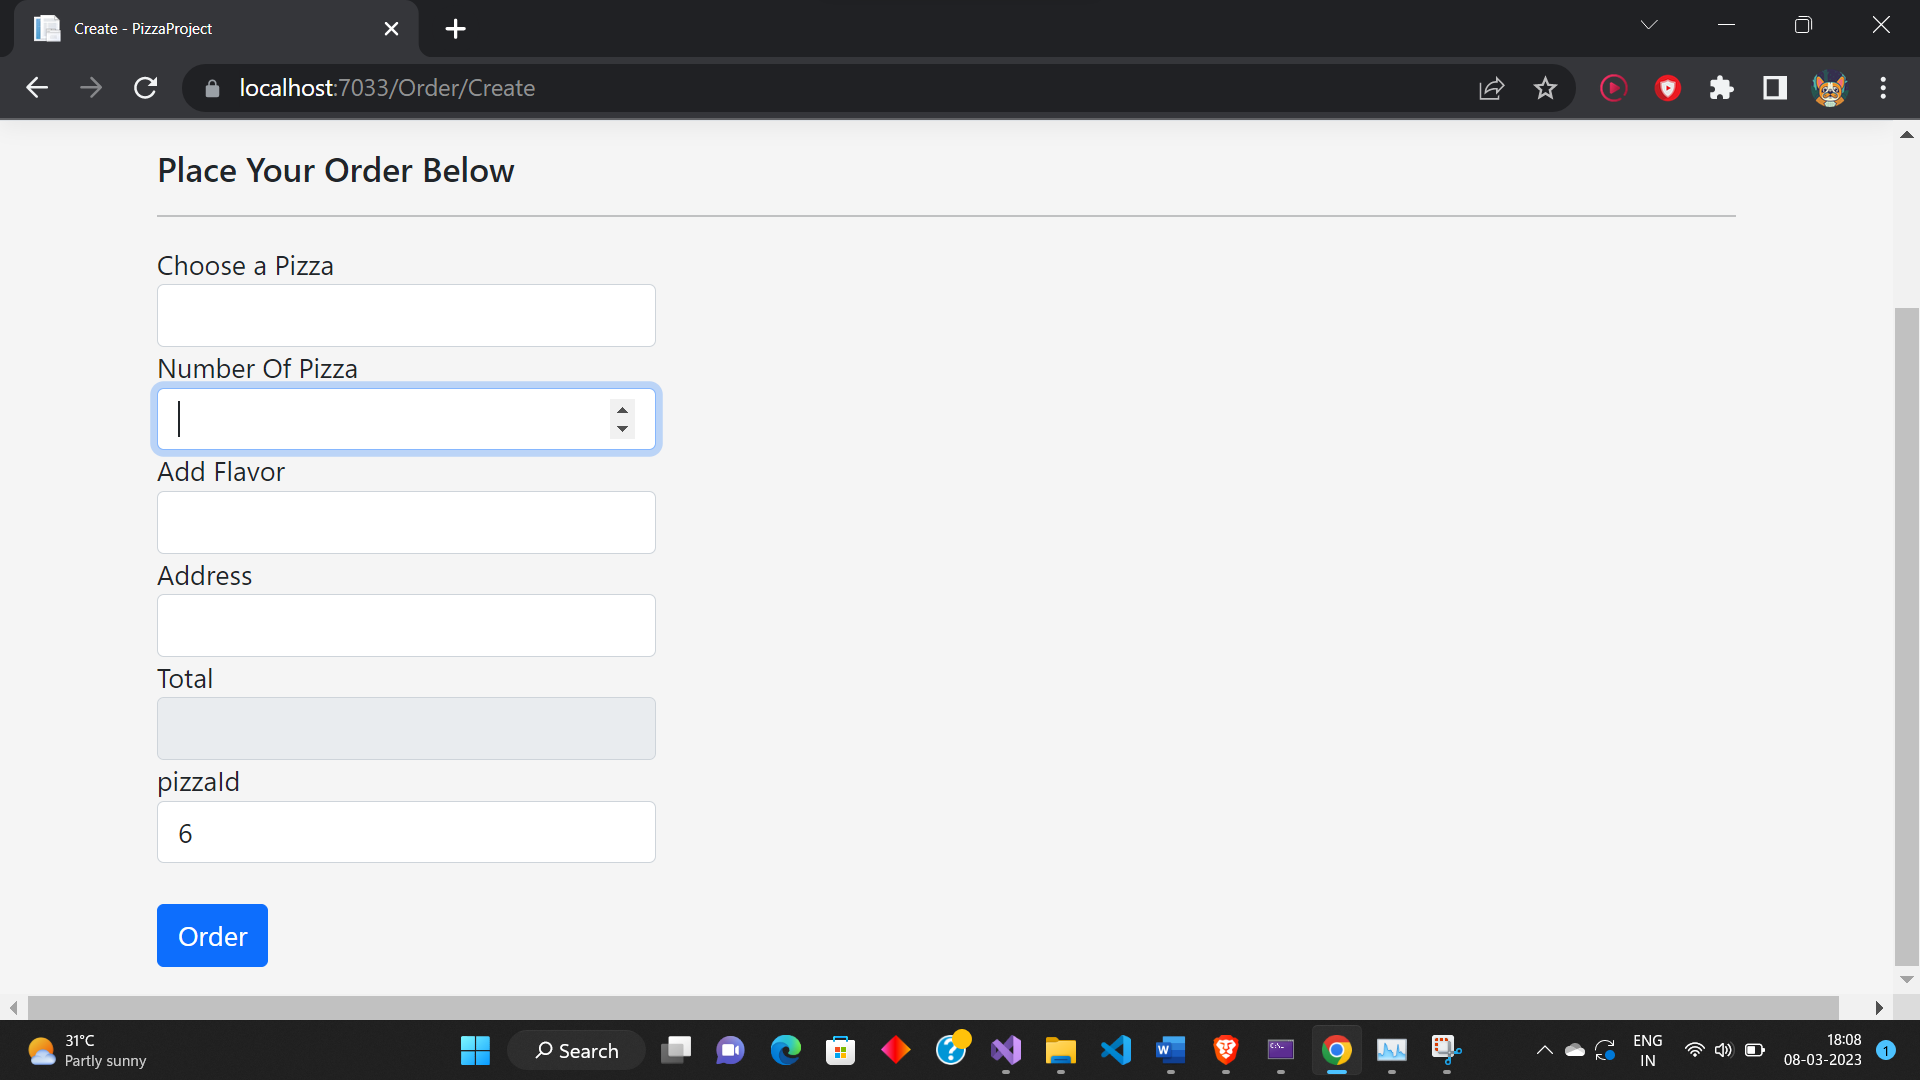 Create - PizzaProject
localhost:7033/Order/Create
Place Your Order Below
Choose a Pizza
Number Of Pizza
Add Flavor
Address
Total
pizzaId
6
Order
31°C
Partly sunny
Search
ENG
IN
18:08
08-03-2023
1